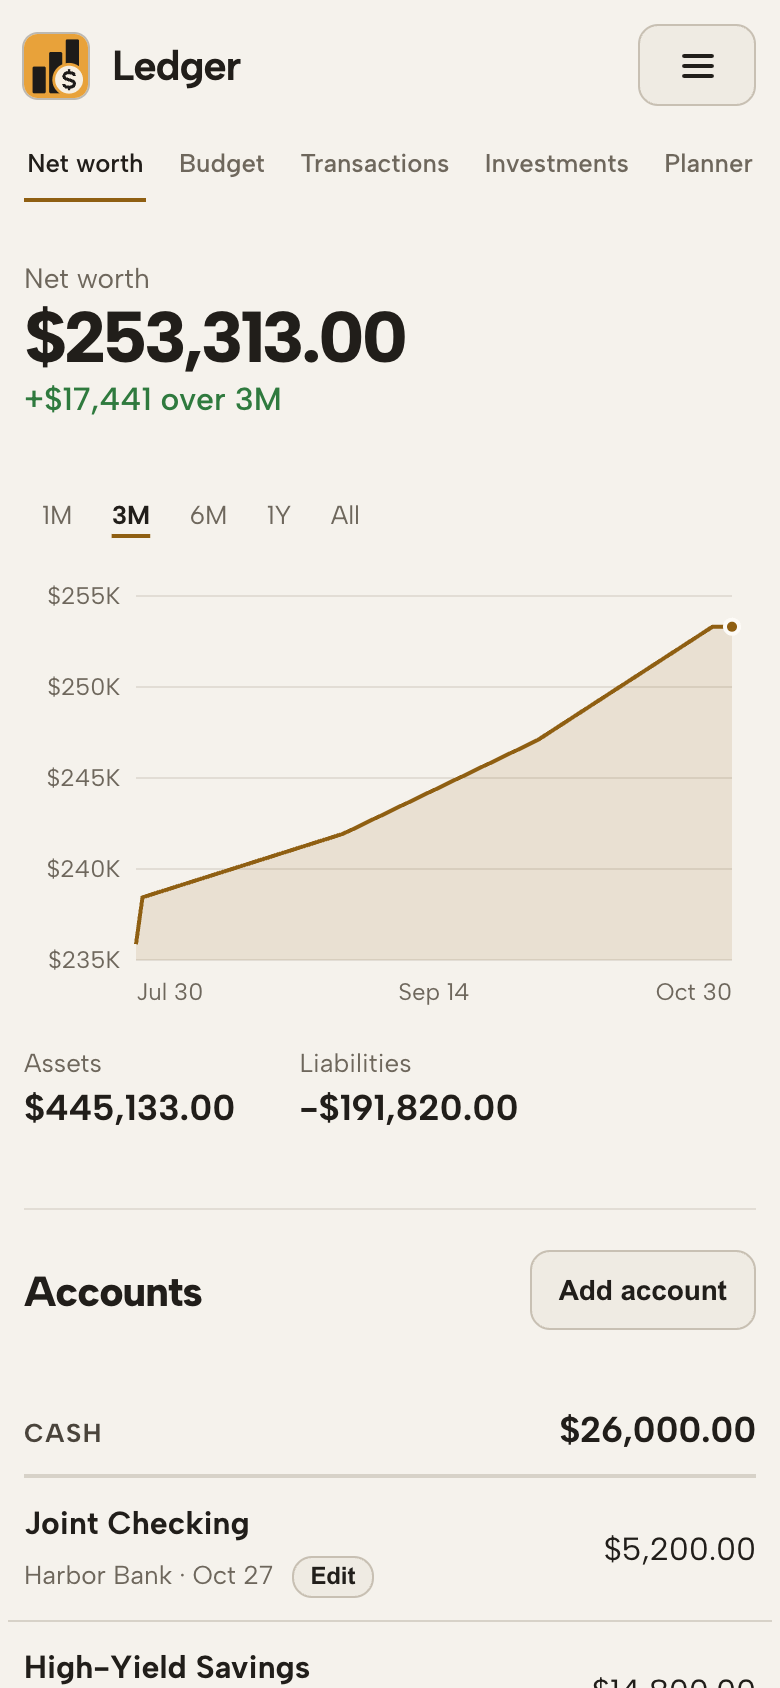 $
Ledger
Net worth Budget Transactions Investments Planner
Net worth
$253,313.00
+$17,441 over 3M
1M 3M 6M 1Y All
$255K
$250K
$245K
$240K
$235K
Jul 30 Sep 14 Oct 30
Assets Liabilities
$445,133.00 −$191,820.00
Accounts Add account
CASH $26,000.00
Joint Checking
$5,200.00
Harbor Bank · Oct 27 Edit
High-Yield Savings
$14,800.00